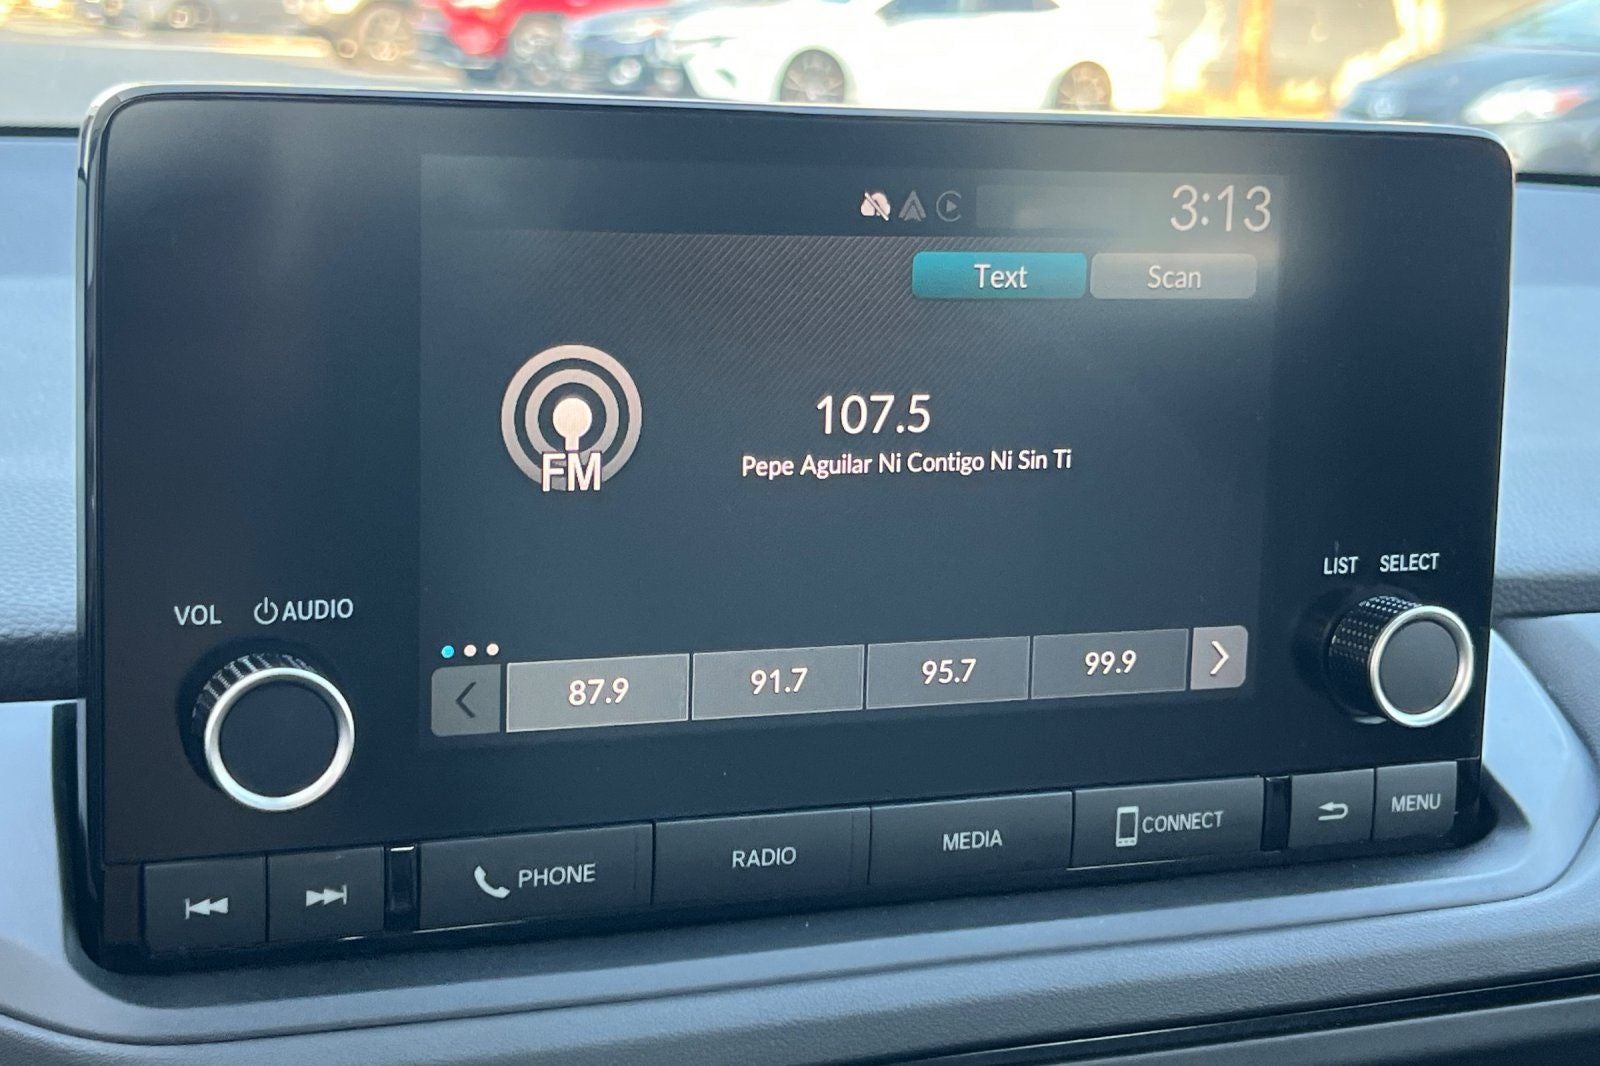 3:13
Text Scan
FM
107.5
Pepe Aguilar Ni Contigo Ni Sin Ti
LIST SELECT
VOL AUDIO
87.9 91.7 95.7 99.9
PHONE RADIO MEDIA CONNECT MENU